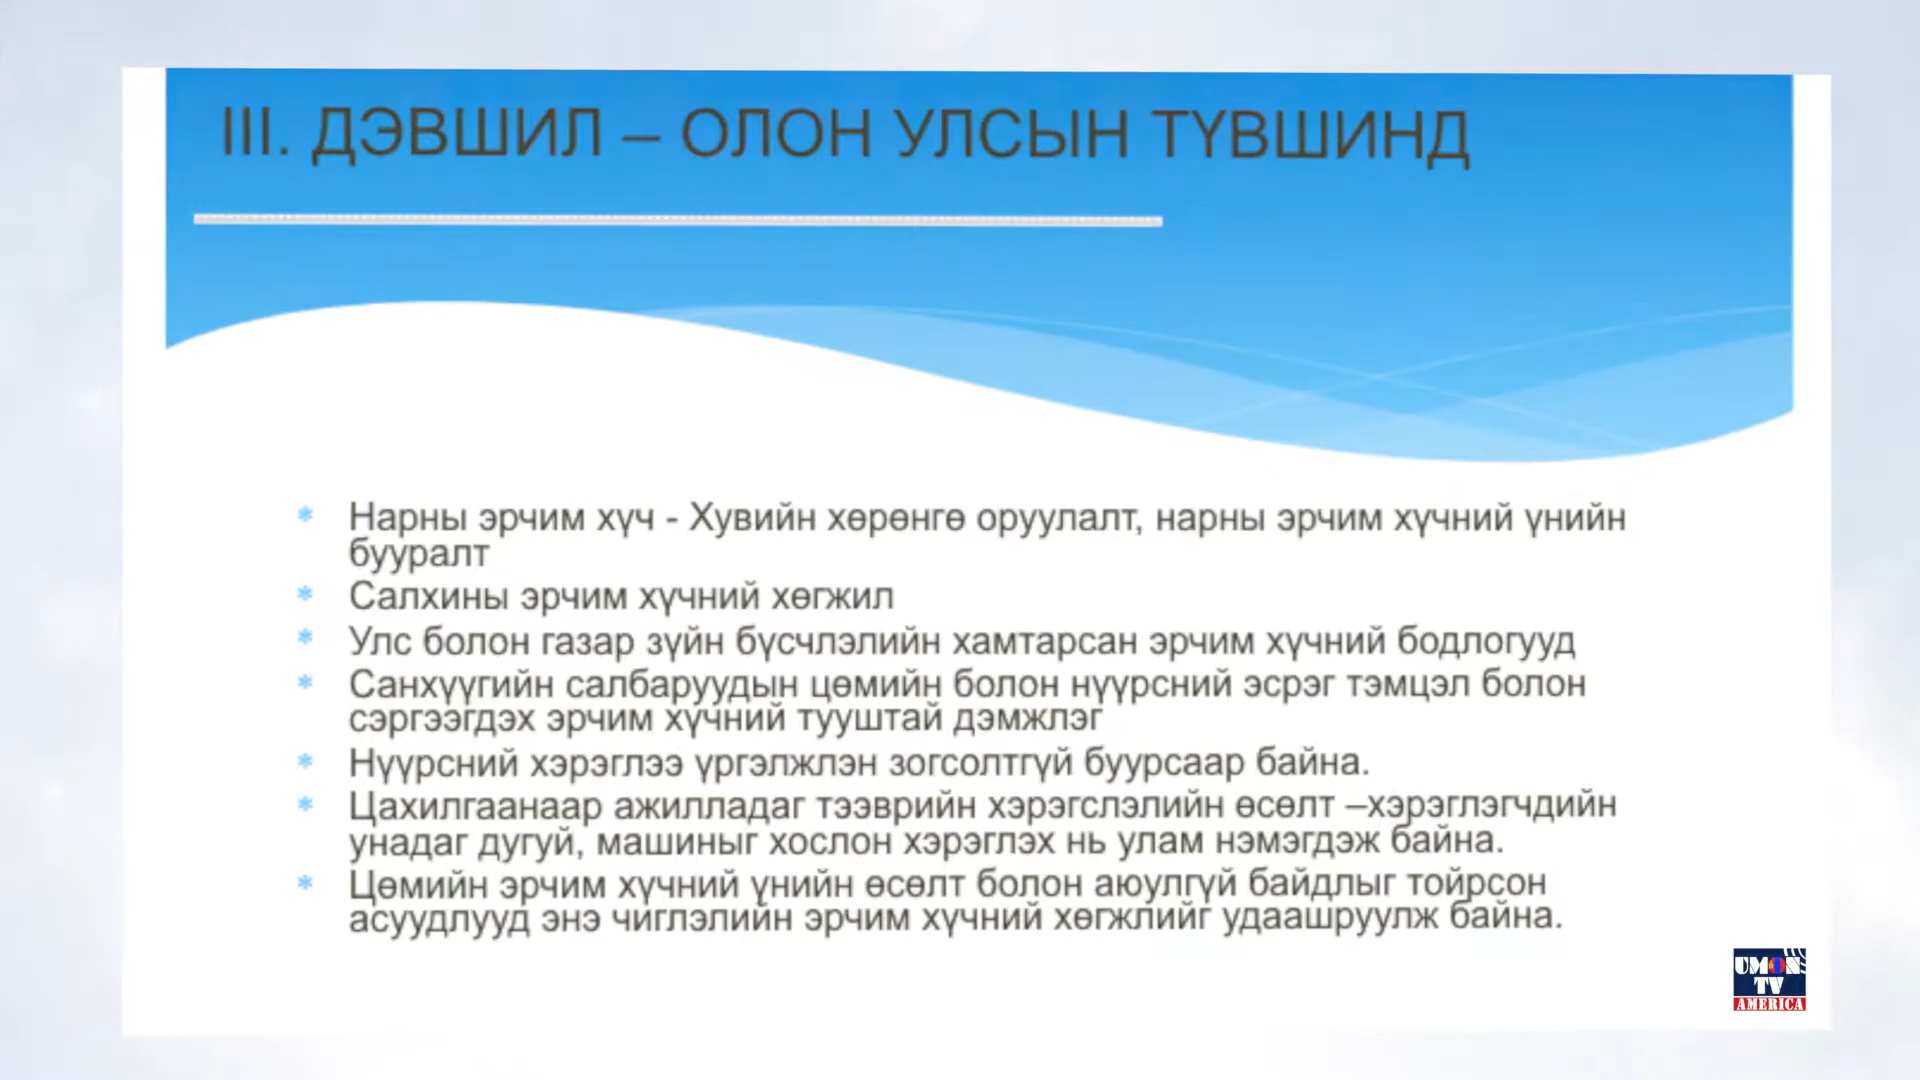 III. ДЭВШИЛ – ОЛОН УЛСЫН ТҮВШИНД
* Нарны эрчим хүч - Хувийн хөрөнгө оруулалт, нарны эрчим хүчний үнийн
бууралт
* Салхины эрчим хүчний хөгжил
* Улс болон газар зүйн бүсчлэлийн хамтарсан эрчим хүчний бодлогууд
* Санхүүгийн салбаруудын цөмийн болон нүүрсний эсрэг тэмцэл болон
сэргээгдэх эрчим хүчний тууштай дэмжлэг
* Нүүрсний хэрэглээ үргэлжлэн зогсолтгүй буурсаар байна.
* Цахилгаанаар ажилладаг тээврийн хэрэгслэлийн өсөлт –хэрэглэгчдийн
унадаг дугуй, машиныг хослон хэрэглэх нь улам нэмэгдэж байна.
* Цөмийн эрчим хүчний үнийн өсөлт болон аюулгүй байдлыг тойрсон
асуудлууд энэ чиглэлийн эрчим хүчний хөгжлийг удаашруулж байна.
UMON
TV
AMERICA